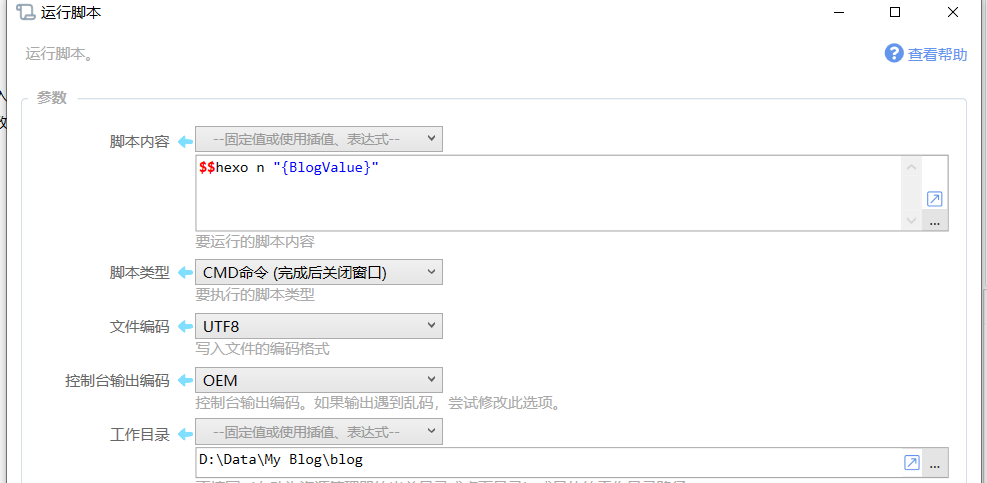 运行脚本
运行脚本。
查看帮助
参数
脚本内容
--固定值或使用插值、表达式--
$$hexo n "{BlogValue}"
...
要运行的脚本内容
脚本类型
CMD命令 (完成后关闭窗口)
要执行的脚本类型
文件编码
UTF8
写入文件的编码格式
控制台输出编码
OEM
控制台输出编码。如果输出遇到乱码，尝试修改此选项。
工作目录
--固定值或使用插值、表达式--
D:\Data\My Blog\blog
...